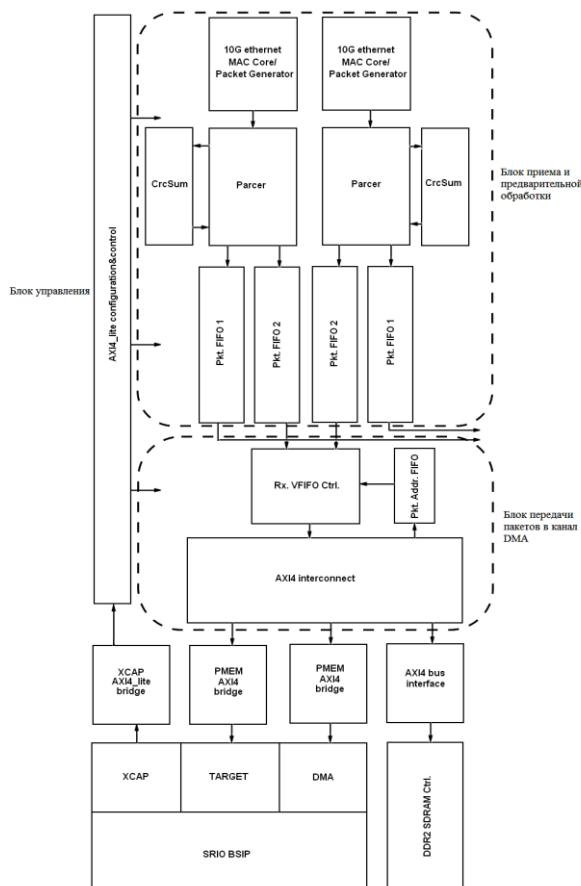 10G ethernet
MAC Core/
Packet Generator
10G ethernet
MAC Core/
Packet Generator
CrcSum
Parcer
Parcer
CrcSum
Блок приема и
предварительной
обработки
Блок управления
AXI4_lite configuration&control
Pkt. FIFO 1
Pkt. FIFO 2
Pkt. FIFO 2
Pkt. FIFO 1
Rx. VFIFO Ctrl.
Pkt. Addr. FIFO
Блок передачи
пакетов в канал
DMA
AXI4 interconnect
XCAP
AXI4_lite
bridge
PMEM
AXI4
bridge
PMEM
AXI4
bridge
AXI4 bus
interface
XCAP
TARGET
DMA
DDR2 SDRAM Ctrl.
SRIO BSIP